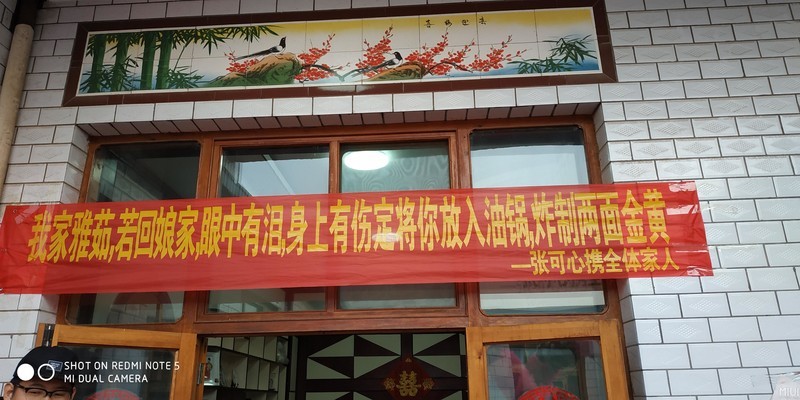 我家雅茹,若回娘家,眼中有泪,身上有伤定将你放入油锅,炸制两面金黄
—张可心携全体家人
囍
SHOT ON REDMI NOTE 5
MI DUAL CAMERA